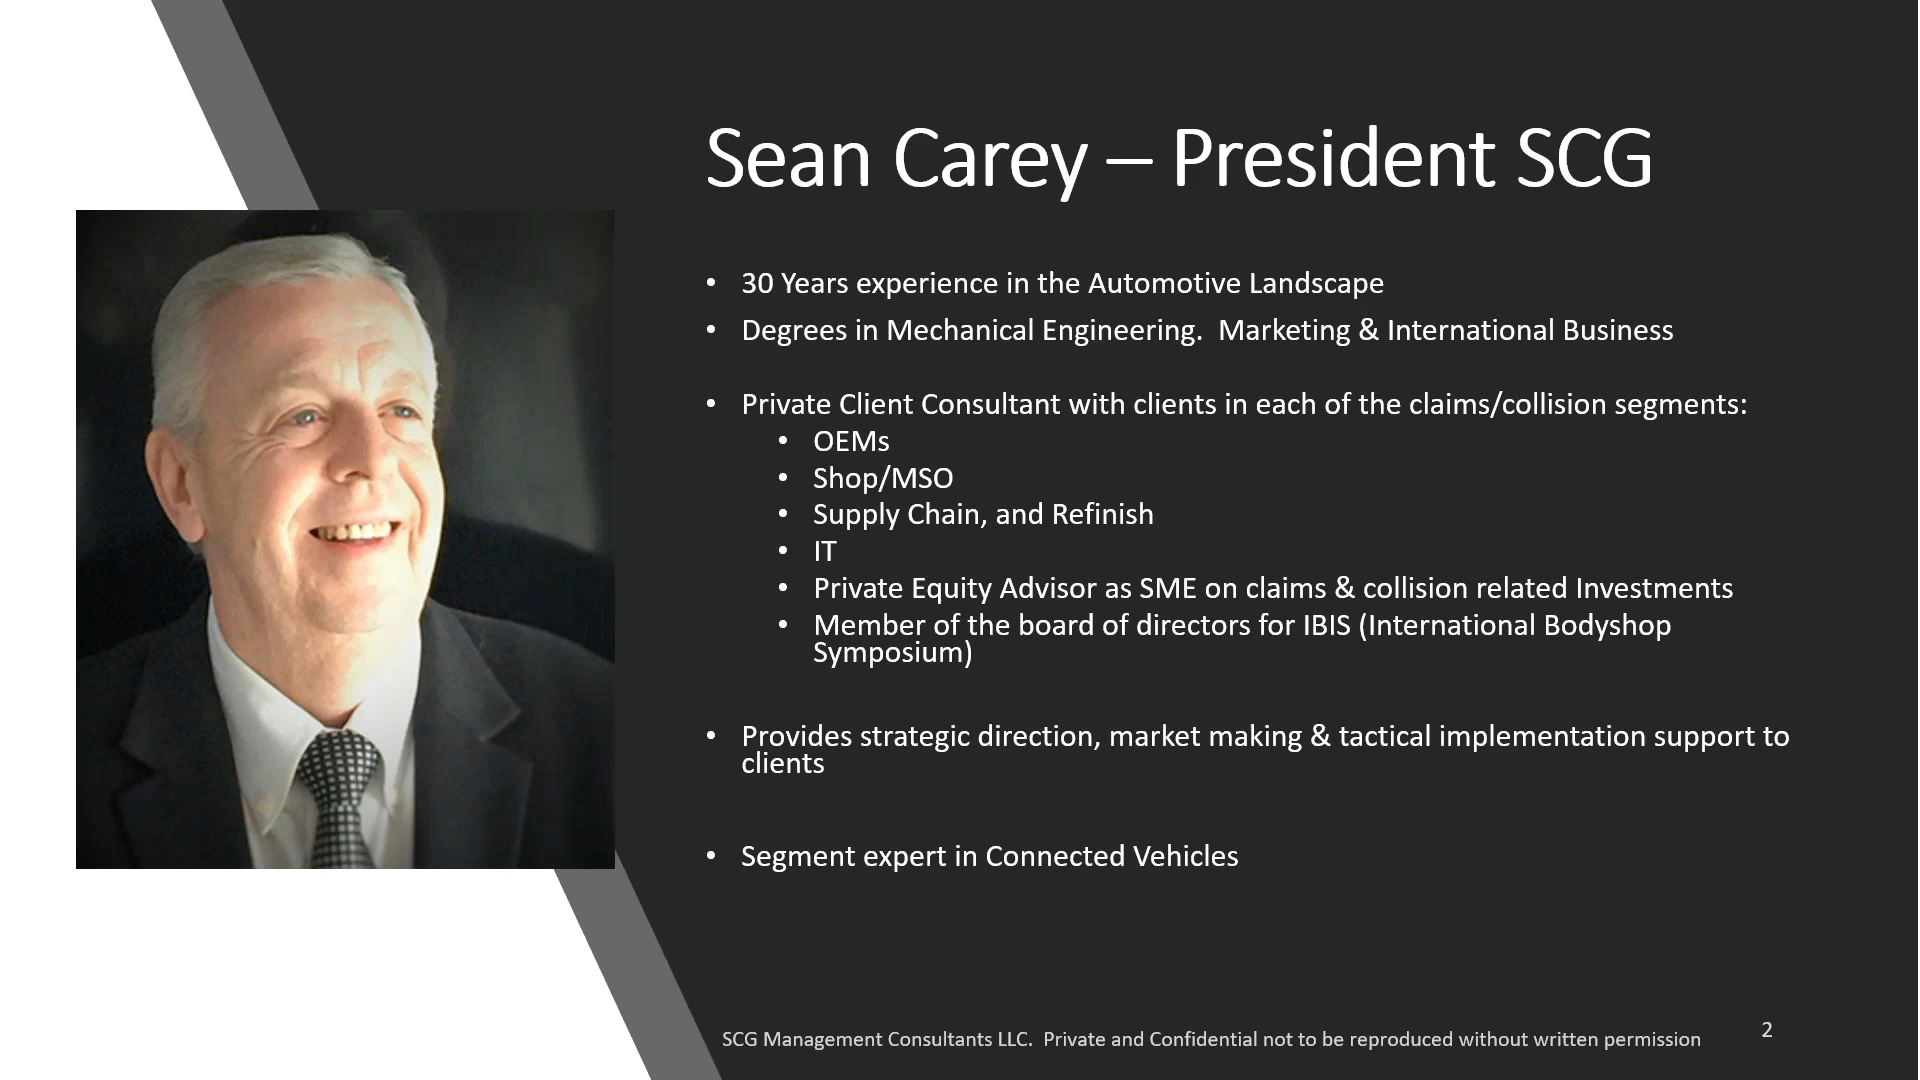 Sean Carey – President SCG
• 30 Years experience in the Automotive Landscape
• Degrees in Mechanical Engineering.  Marketing & International Business
• Private Client Consultant with clients in each of the claims/collision segments:
• OEMs
• Shop/MSO
• Supply Chain, and Refinish
• IT
• Private Equity Advisor as SME on claims & collision related Investments
• Member of the board of directors for IBIS (International Bodyshop
Symposium)
• Provides strategic direction, market making & tactical implementation support to
clients
• Segment expert in Connected Vehicles
SCG Management Consultants LLC.  Private and Confidential not to be reproduced without written permission
2